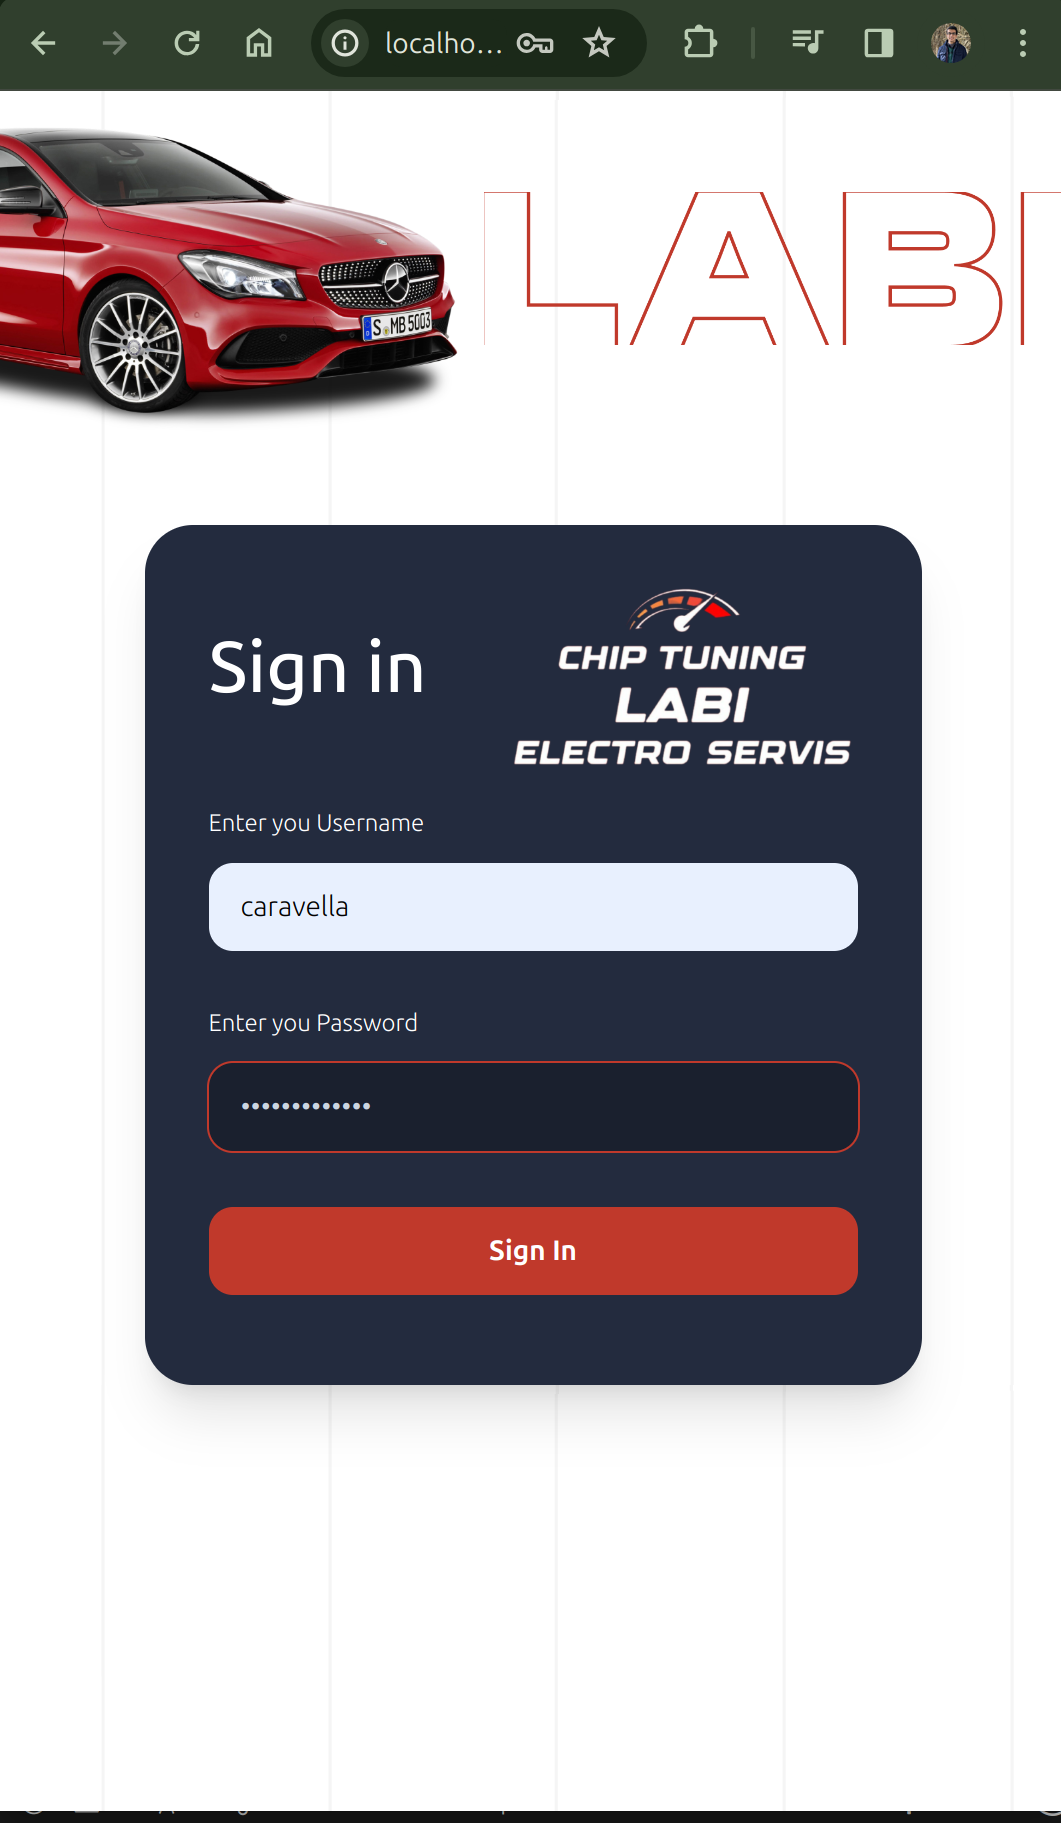 localho...
LABI
S MB 5003
Sign in
CHIP TUNING
LABI
ELECTRO SERVIS
Enter you Username
caravella
Enter you Password
•••••••••••••
Sign In